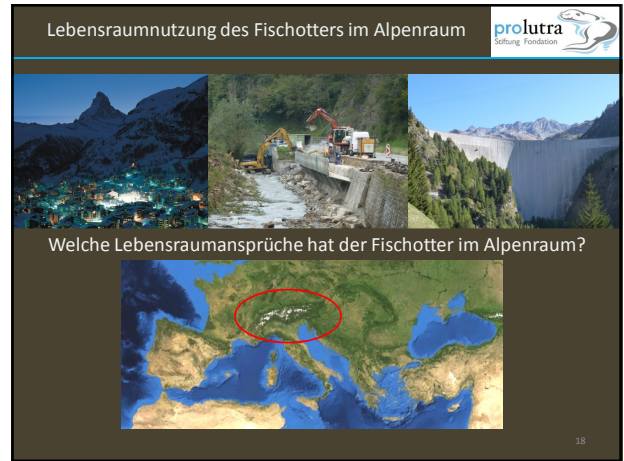 Lebensraumnutzung des Fischotters im Alpenraum
prolutra
Stiftung Fondation
Welche Lebensraumansprüche hat der Fischotter im Alpenraum?
18